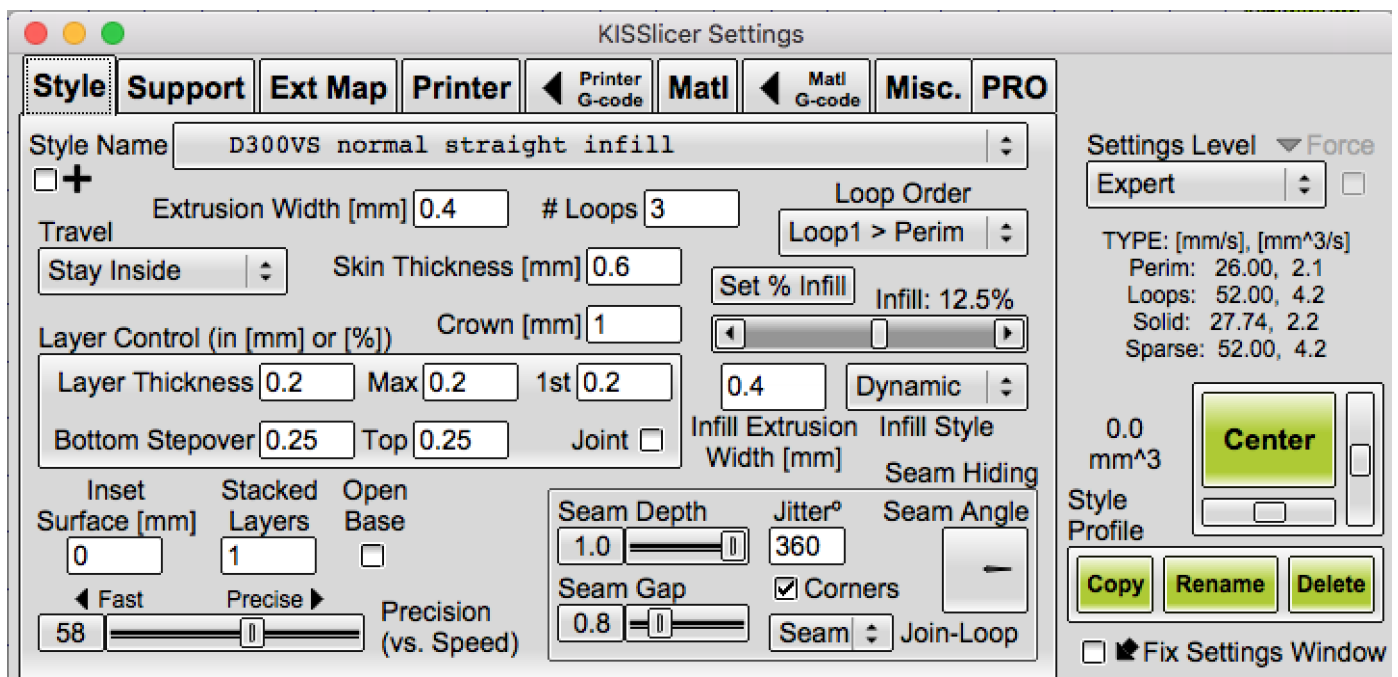 KISSlicer Settings
Style Support Ext Map Printer Printer G-code Matl Matl G-code Misc. PRO
Style Name D300VS normal straight infill
Extrusion Width [mm] 0.4 # Loops 3
Loop Order
Loop1 > Perim
Travel
Stay Inside
Skin Thickness [mm] 0.6
Set % Infill Infill: 12.5%
Crown [mm] 1
Layer Control (in [mm] or [%])
Layer Thickness 0.2 Max 0.2 1st 0.2
Bottom Stepover 0.25 Top 0.25 Joint
0.4 Dynamic
Infill Extrusion Width [mm] Infill Style
Inset Surface [mm] 0
Stacked Layers 1
Open Base
Seam Hiding
Seam Depth 1.0
Jitterº 360
Seam Angle
Seam Gap 0.8
Corners
Seam Join-Loop
Fast Precise
58 Precision (vs. Speed)
Settings Level Force
Expert
TYPE: [mm/s], [mm^3/s]
Perim: 26.00, 2.1
Loops: 52.00, 4.2
Solid: 27.74, 2.2
Sparse: 52.00, 4.2
0.0 mm^3
Center
Style Profile
Copy Rename Delete
Fix Settings Window